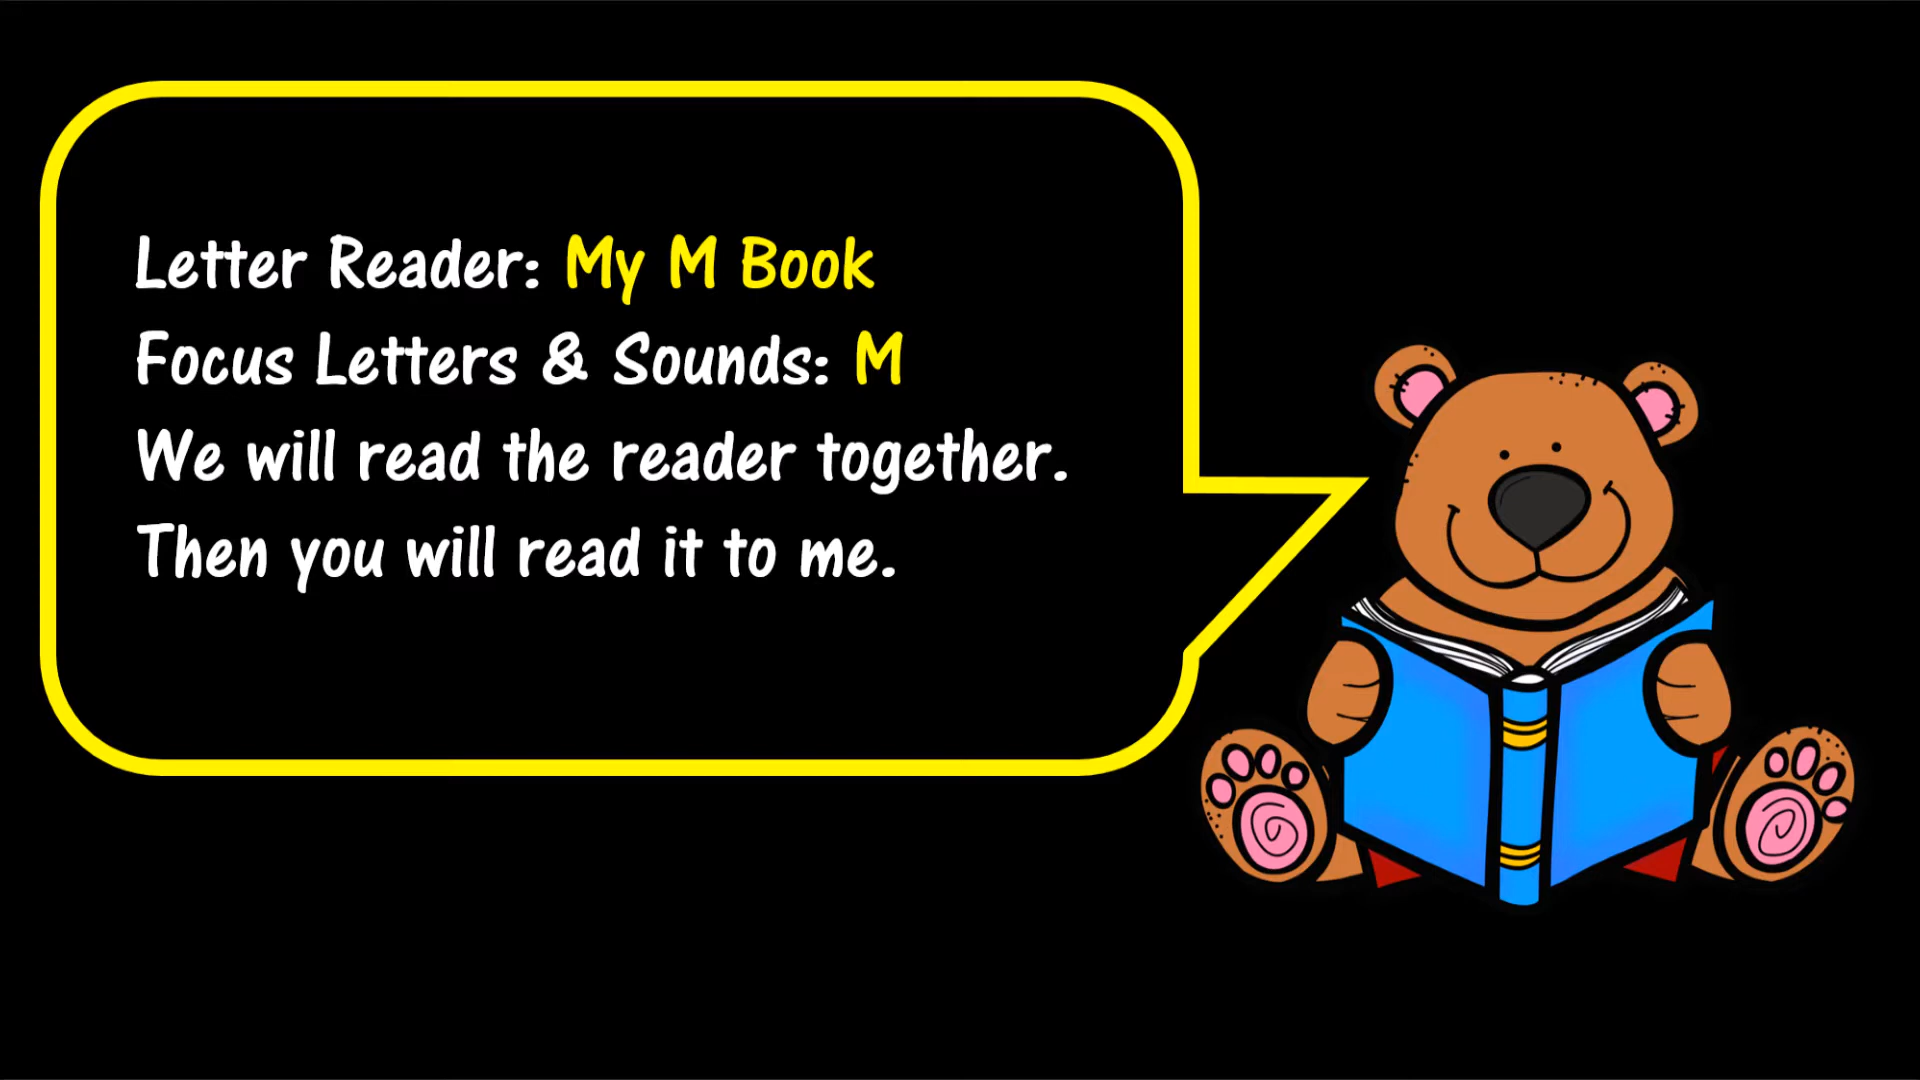 Letter Reader: My M Book
Focus Letters & Sounds: M
We will read the reader together.
Then you will read it to me.